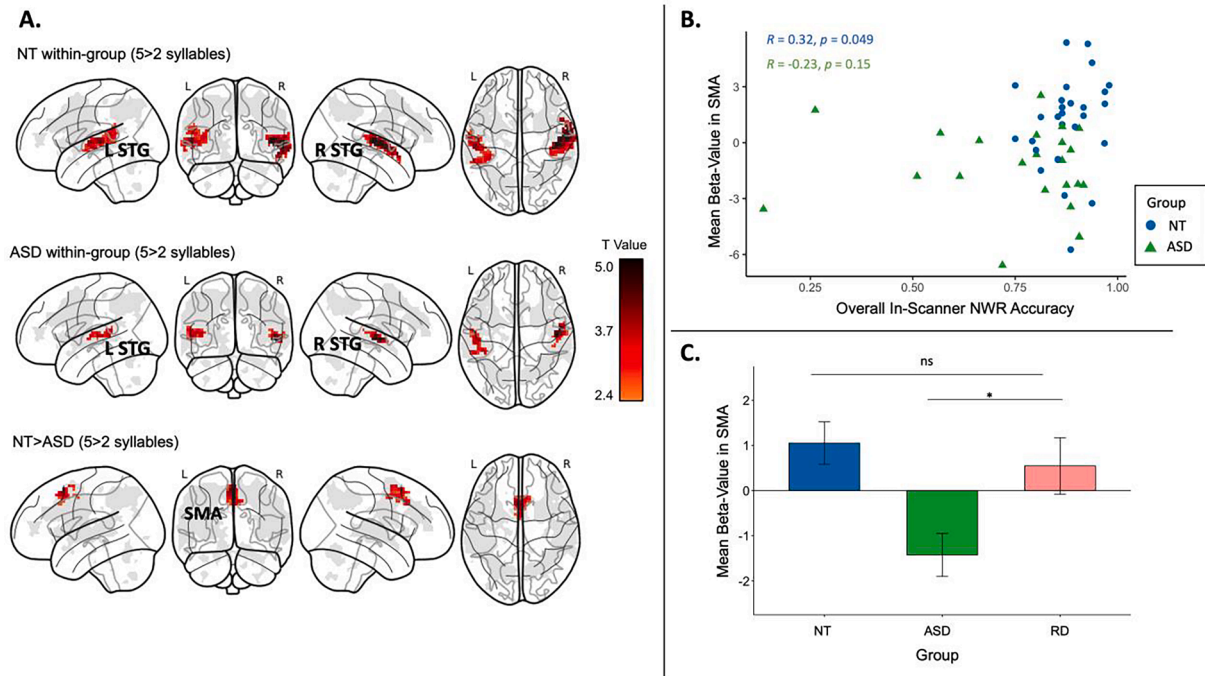 A.
NT within-group (5>2 syllables)
L R L R
L STG R STG
ASD within-group (5>2 syllables)
L R L R
L STG R STG
T Value
5.0
3.7
2.4
NT>ASD (5>2 syllables)
L R L R
SMA
B.
R = 0.32, p = 0.049
R = -0.23, p = 0.15
Mean Beta-Value in SMA
3
0
-3
-6
0.25 0.50 0.75 1.00
Overall In-Scanner NWR Accuracy
Group
NT
ASD
C.
ns
*
Mean Beta-Value in SMA
2
1
0
-1
-2
NT ASD RD
Group